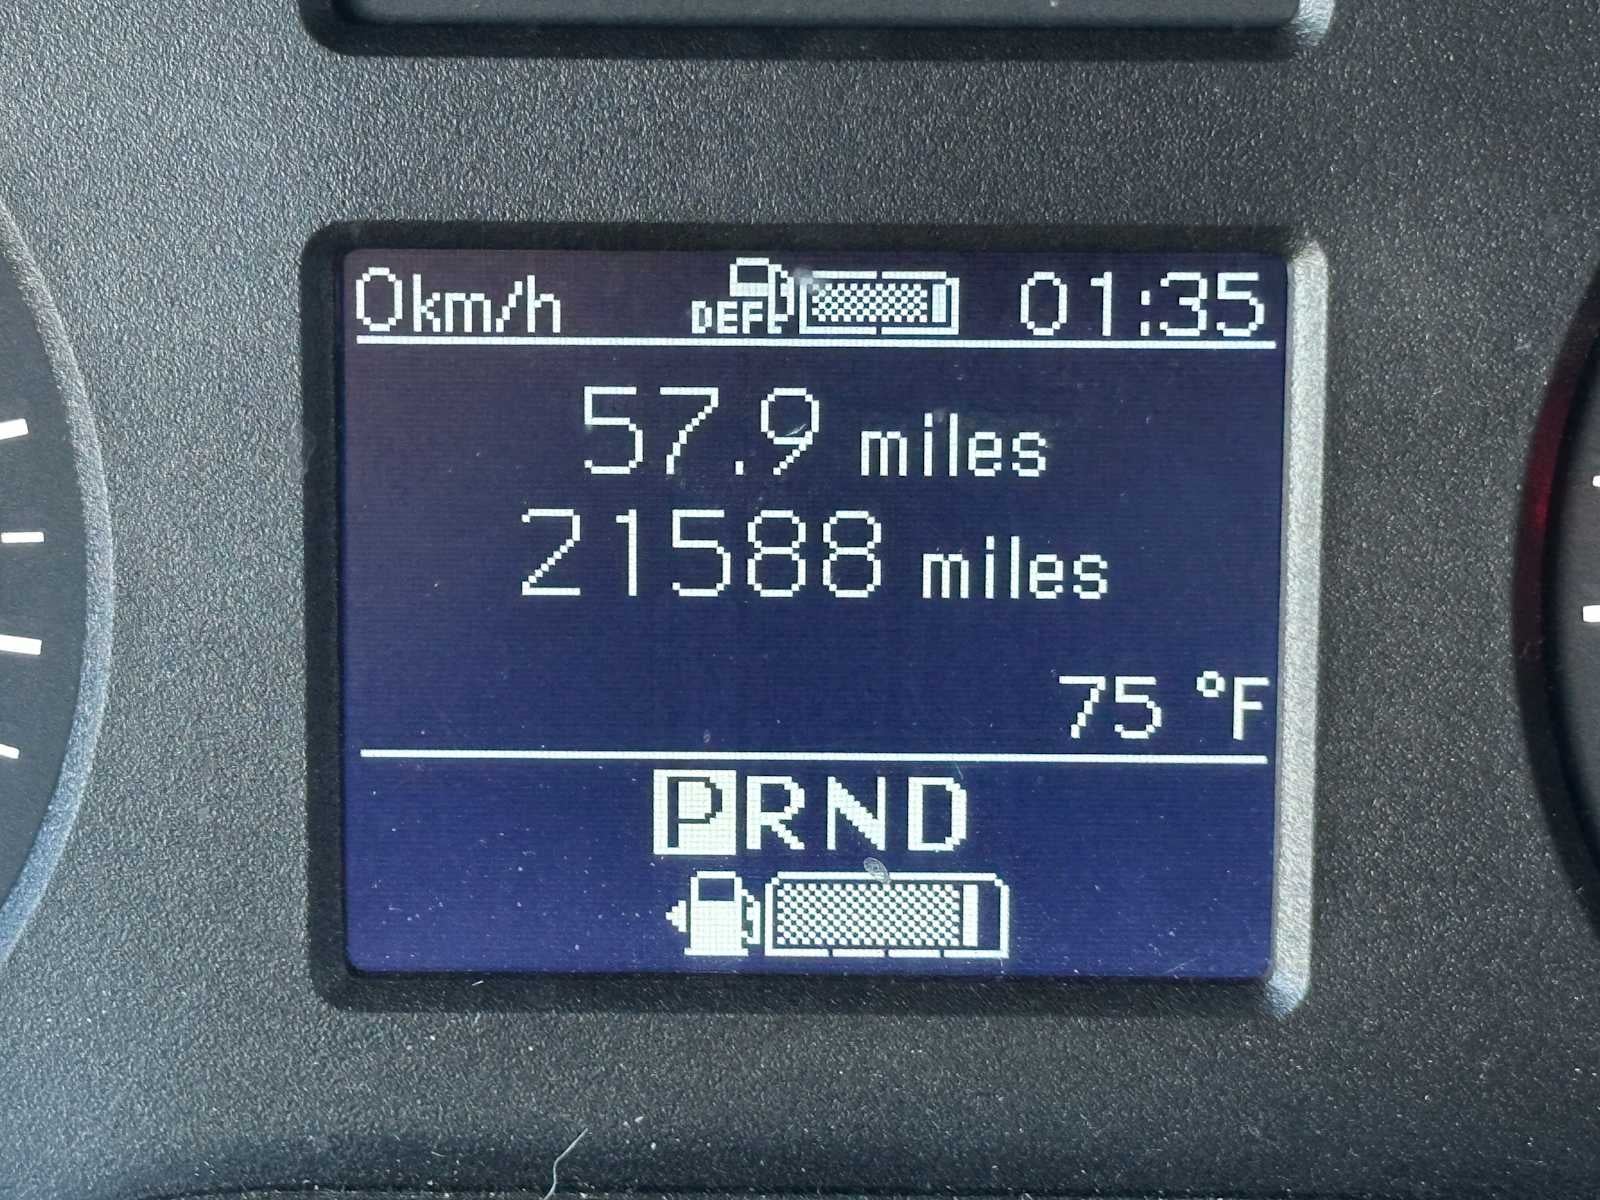 0km/h DEF 01:35
57.9 miles
21588 miles
75 °F
PRND